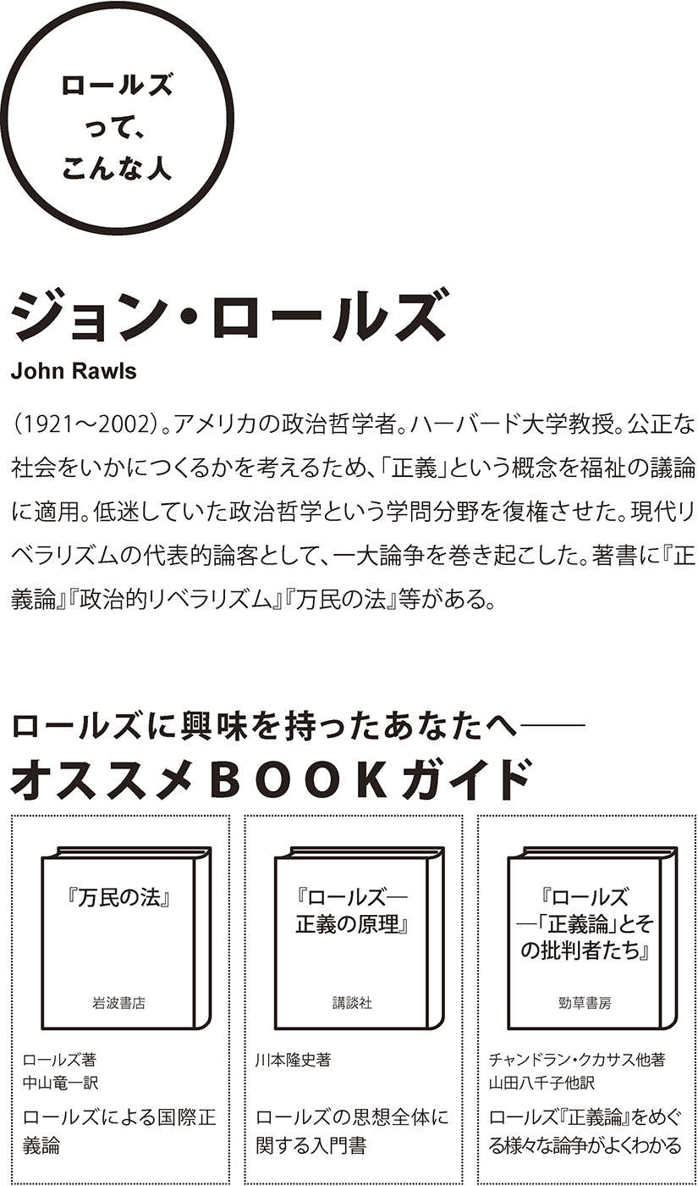 ロールズ
って、
こんな人
ジョン・ロールズ
John Rawls
（1921～2002）。アメリカの政治哲学者。ハーバード大学教授。公正な
社会をいかにつくるかを考えるため、「正義」という概念を福祉の議論
に適用。低迷していた政治哲学という学問分野を復権させた。現代リ
ベラリズムの代表的論客として、一大論争を巻き起こした。著書に『正
義論』『政治的リベラリズム』『万民の法』等がある。
ロールズに興味を持ったあなたへ――
オススメBOOKガイド
『万民の法』
岩波書店
ロールズ著
中山竜一訳
ロールズによる国際正
義論
『ロールズ―
正義の原理』
講談社
川本隆史著
ロールズの思想全体に
関する入門書
『ロールズ
―「正義論」とそ
の批判者たち』
勁草書房
チャンドラン・クカサス他著
山田八千子他訳
ロールズ『正義論』をめぐ
る様々な論争がよくわかる